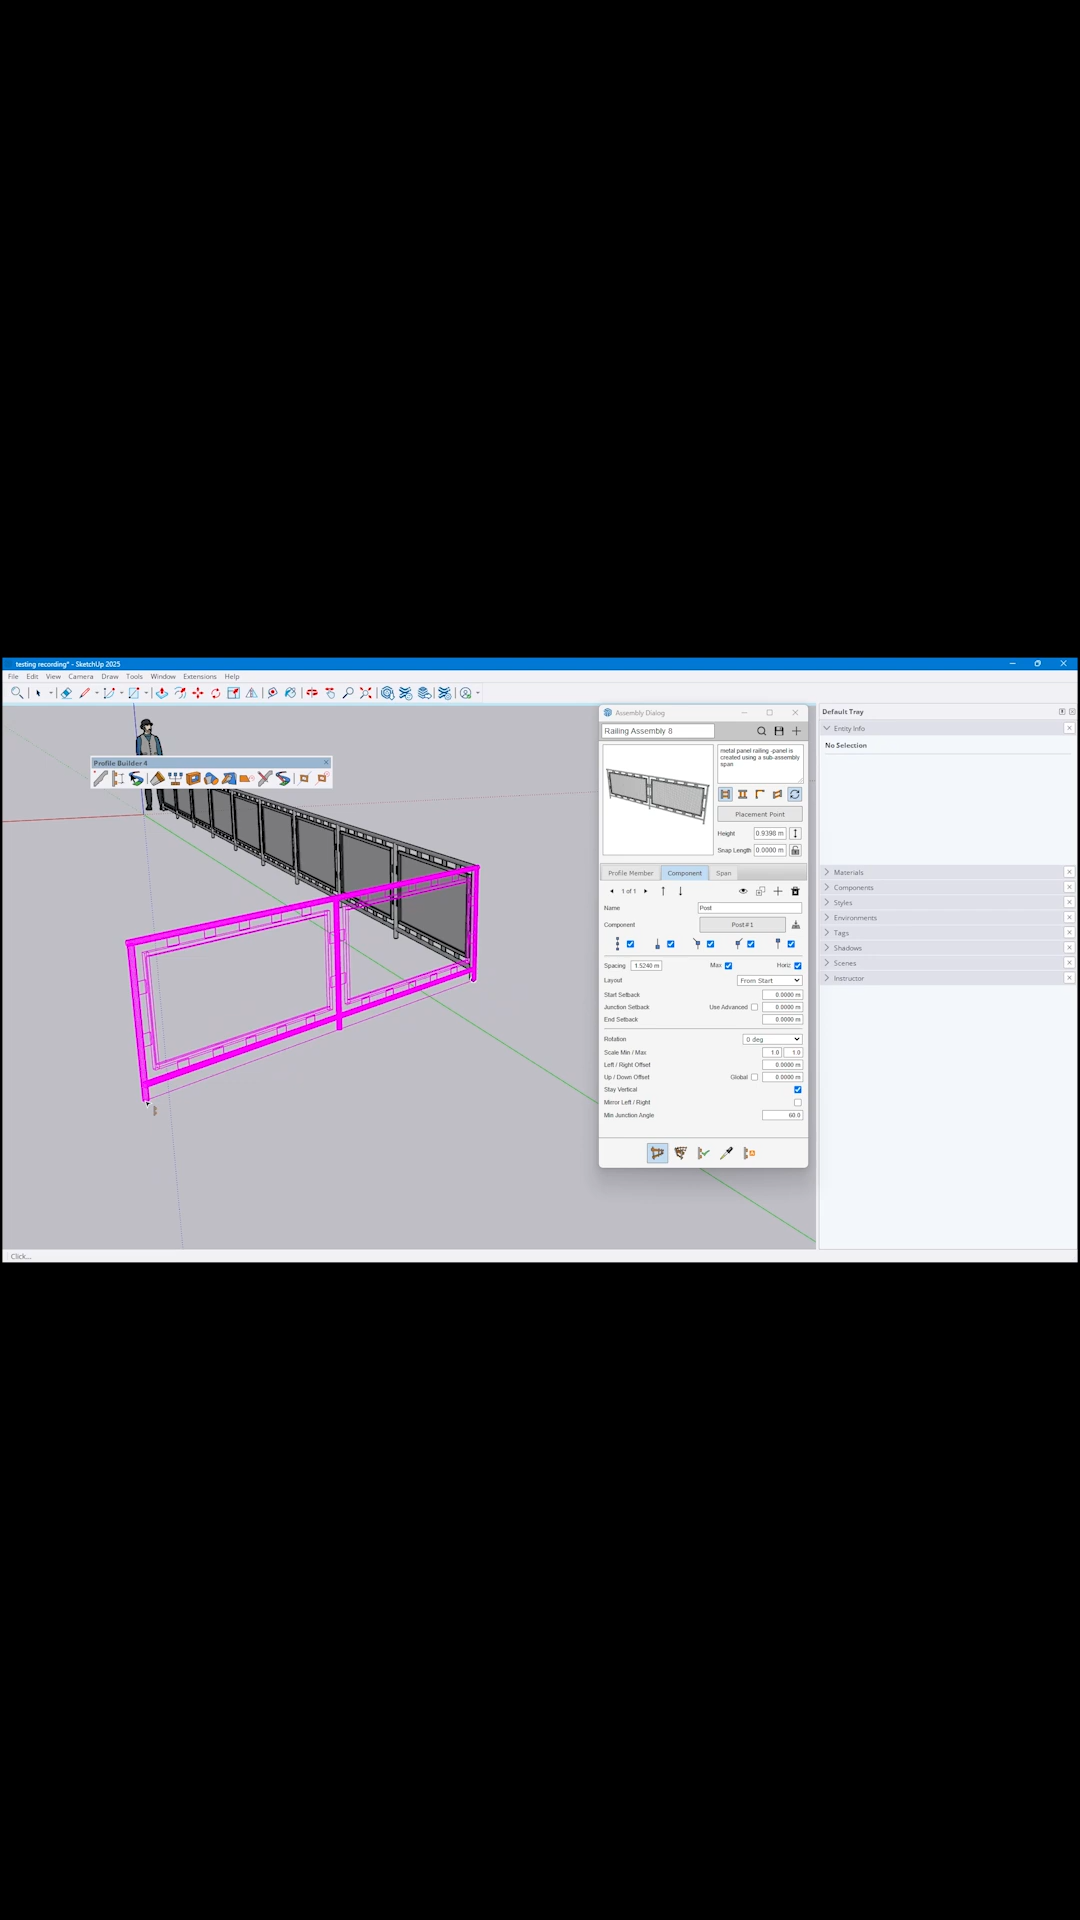 testing recording* - SketchUp 2025
File Edit View Camera Draw Tools Window Extensions Help
Profile Builder 4
Assembly Dialog
Railing Assembly 8
metal panel railing -panel is
created using a sub-assembly
span
Placement Point
Height 0.9398 m
Snap Length 0.0000 m
Profile Member Component Span
1 of 1
Name Post
Component Post#1
Spacing 1.5240 m Max Horiz
Layout From Start
Start Setback 0.0000 m
Junction Setback Use Advanced 0.0000 m
End Setback 0.0000 m
Rotation 0 deg
Scale Min / Max 1.0 1.0
Left / Right Offset 0.0000 m
Up / Down Offset Global 0.0000 m
Stay Vertical
Mirror Left / Right
Min Junction Angle 60.0
Default Tray
Entity Info
No Selection
Materials
Components
Styles
Environments
Tags
Shadows
Scenes
Instructor
Click...